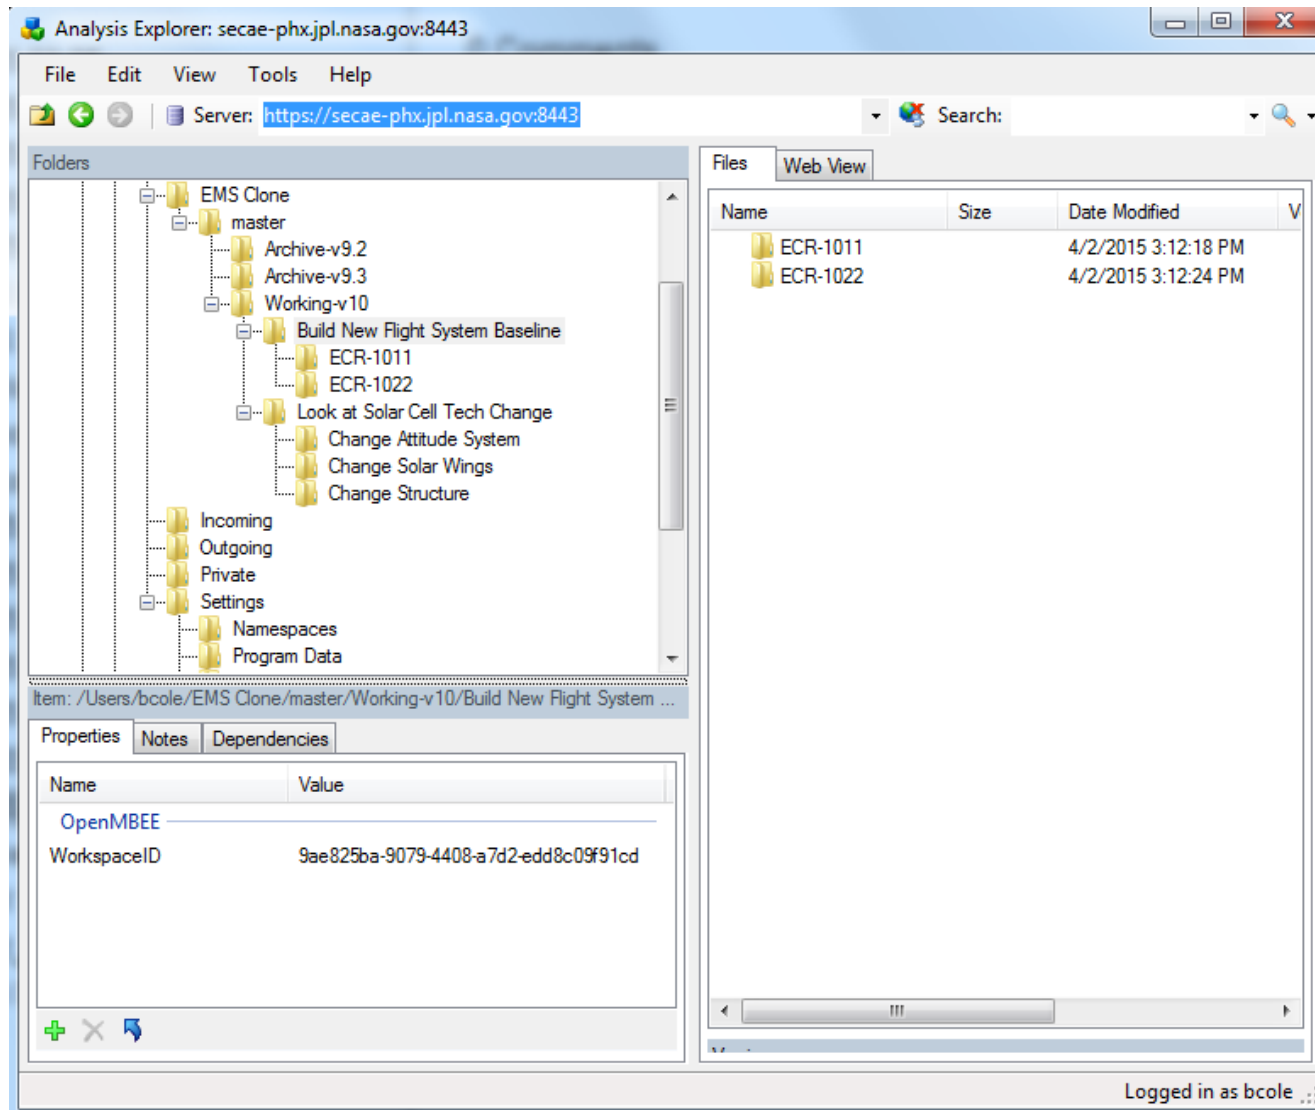 Analysis Explorer: secae-phx.jpl.nasa.gov:8443
File Edit View Tools Help
Server: https://secae-phx.jpl.nasa.gov:8443 Search:
Folders
EMS Clone
master
Archive-v9.2
Archive-v9.3
Working-v10
Build New Flight System Baseline
ECR-1011
ECR-1022
Look at Solar Cell Tech Change
Change Attitude System
Change Solar Wings
Change Structure
Incoming
Outgoing
Private
Settings
Namespaces
Program Data
Item: /Users/bcole/EMS Clone/master/Working-v10/Build New Flight System ...
Properties Notes Dependencies
Name Value
OpenMBEE
WorkspaceID 9ae825ba-9079-4408-a7d2-edd8c09f91cd
Files Web View
Name Size Date Modified V
ECR-1011 4/2/2015 3:12:18 PM
ECR-1022 4/2/2015 3:12:24 PM
Logged in as bcole